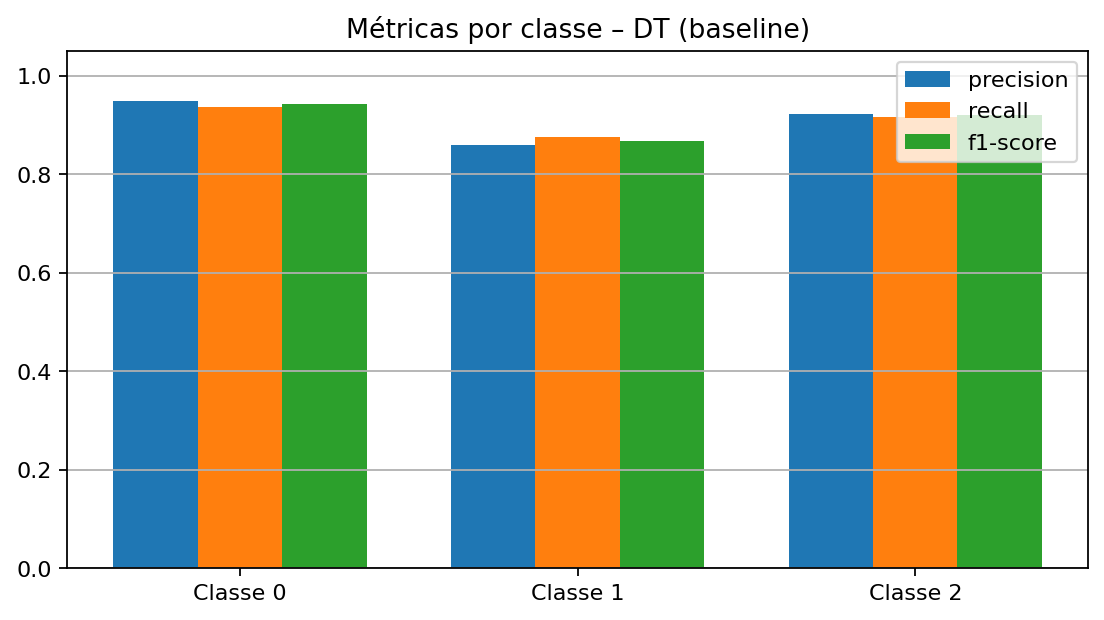 Métricas por classe – DT (baseline)
1.0
0.8
0.6
0.4
0.2
0.0
precision
recall
f1-score
Classe 0
Classe 1
Classe 2